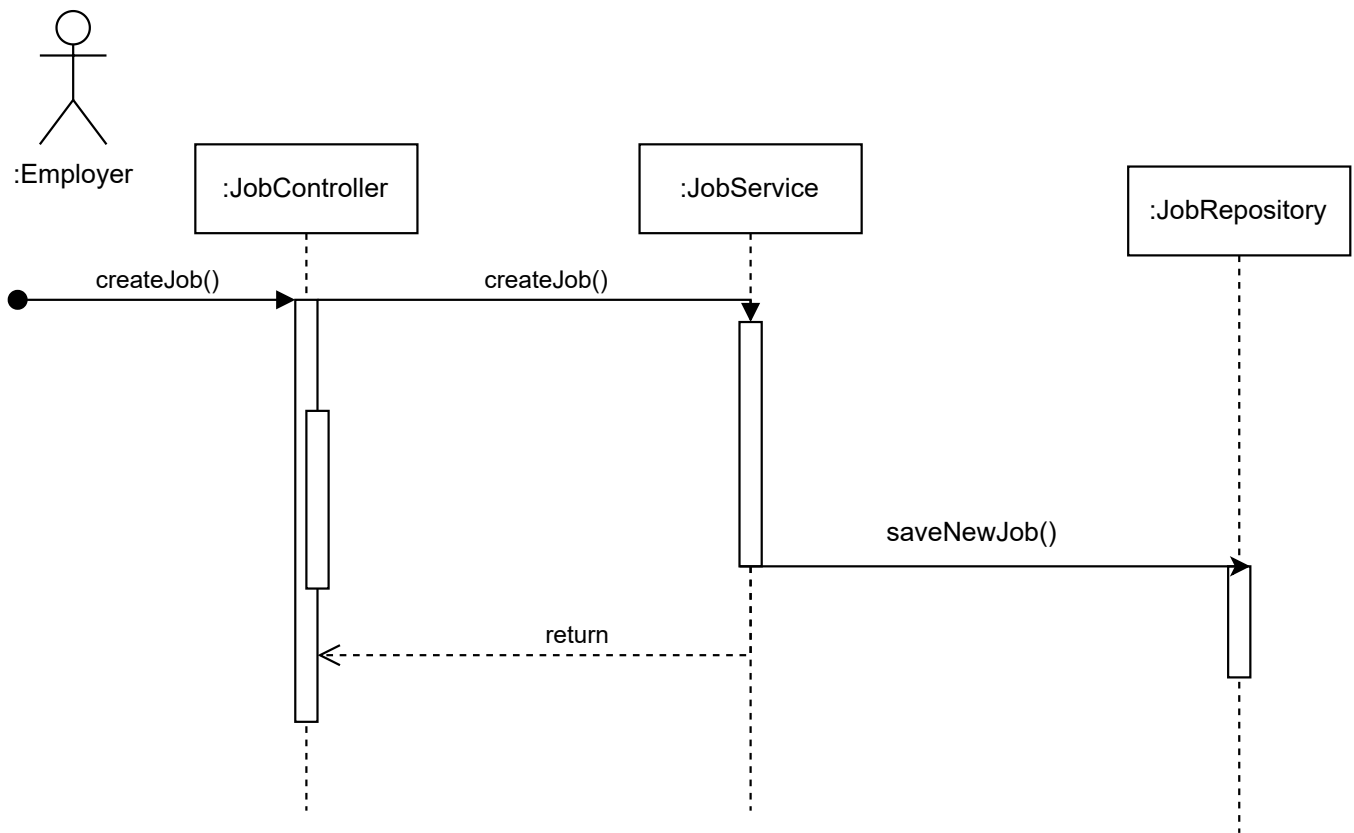 :Employer
:JobController
:JobService
:JobRepository
createJob()
createJob()
saveNewJob()
return